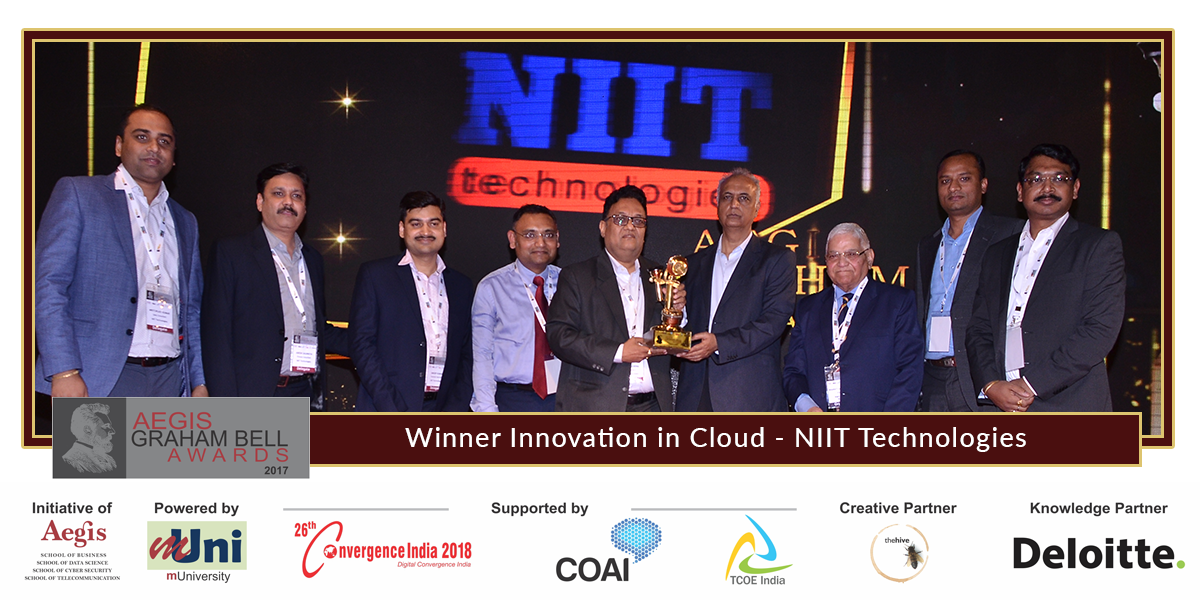 NIIT
technologies
AEGIS
GRAHAM BELL
AWARDS
2017
Winner Innovation in Cloud - NIIT Technologies
Initiative of
Aegis
SCHOOL OF BUSINESS
SCHOOL OF DATA SCIENCE
SCHOOL OF CYBER SECURITY
SCHOOL OF TELECOMMUNICATION
Powered by
mUni
mUniversity
26th
Convergence India 2018
Digital Convergence India
Supported by
COAI
TCOE India
Creative Partner
thehive
Knowledge Partner
Deloitte.